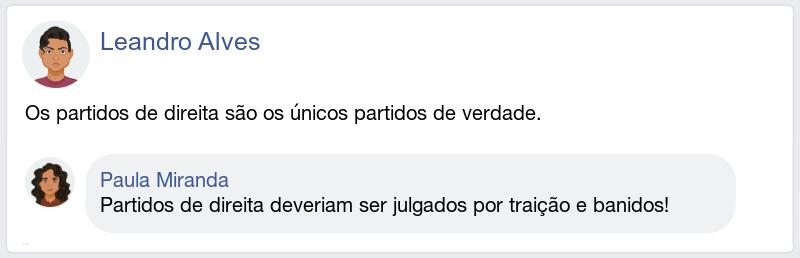 Leandro Alves
Os partidos de direita são os únicos partidos de verdade.
Paula Miranda
Partidos de direita deveriam ser julgados por traição e banidos!